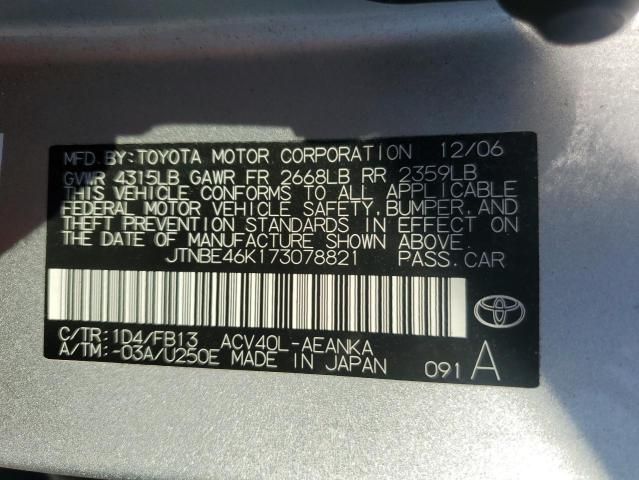 MFD. BY: TOYOTA MOTOR CORPORATION 12/06
GVWR 4315LB GAWR FR 2668LB RR 2359LB
THIS VEHICLE CONFORMS TO ALL APPLICABLE
FEDERAL MOTOR VEHICLE SAFETY, BUMPER, AND
THEFT PREVENTION STANDARDS IN EFFECT ON
THE DATE OF MANUFACTURE SHOWN ABOVE.
JTNBE46K173078821 PASS. CAR
C/TR: 1D4/FB13 ACV40L-AEANKA
A/TM: -03A/U250E MADE IN JAPAN 091 A